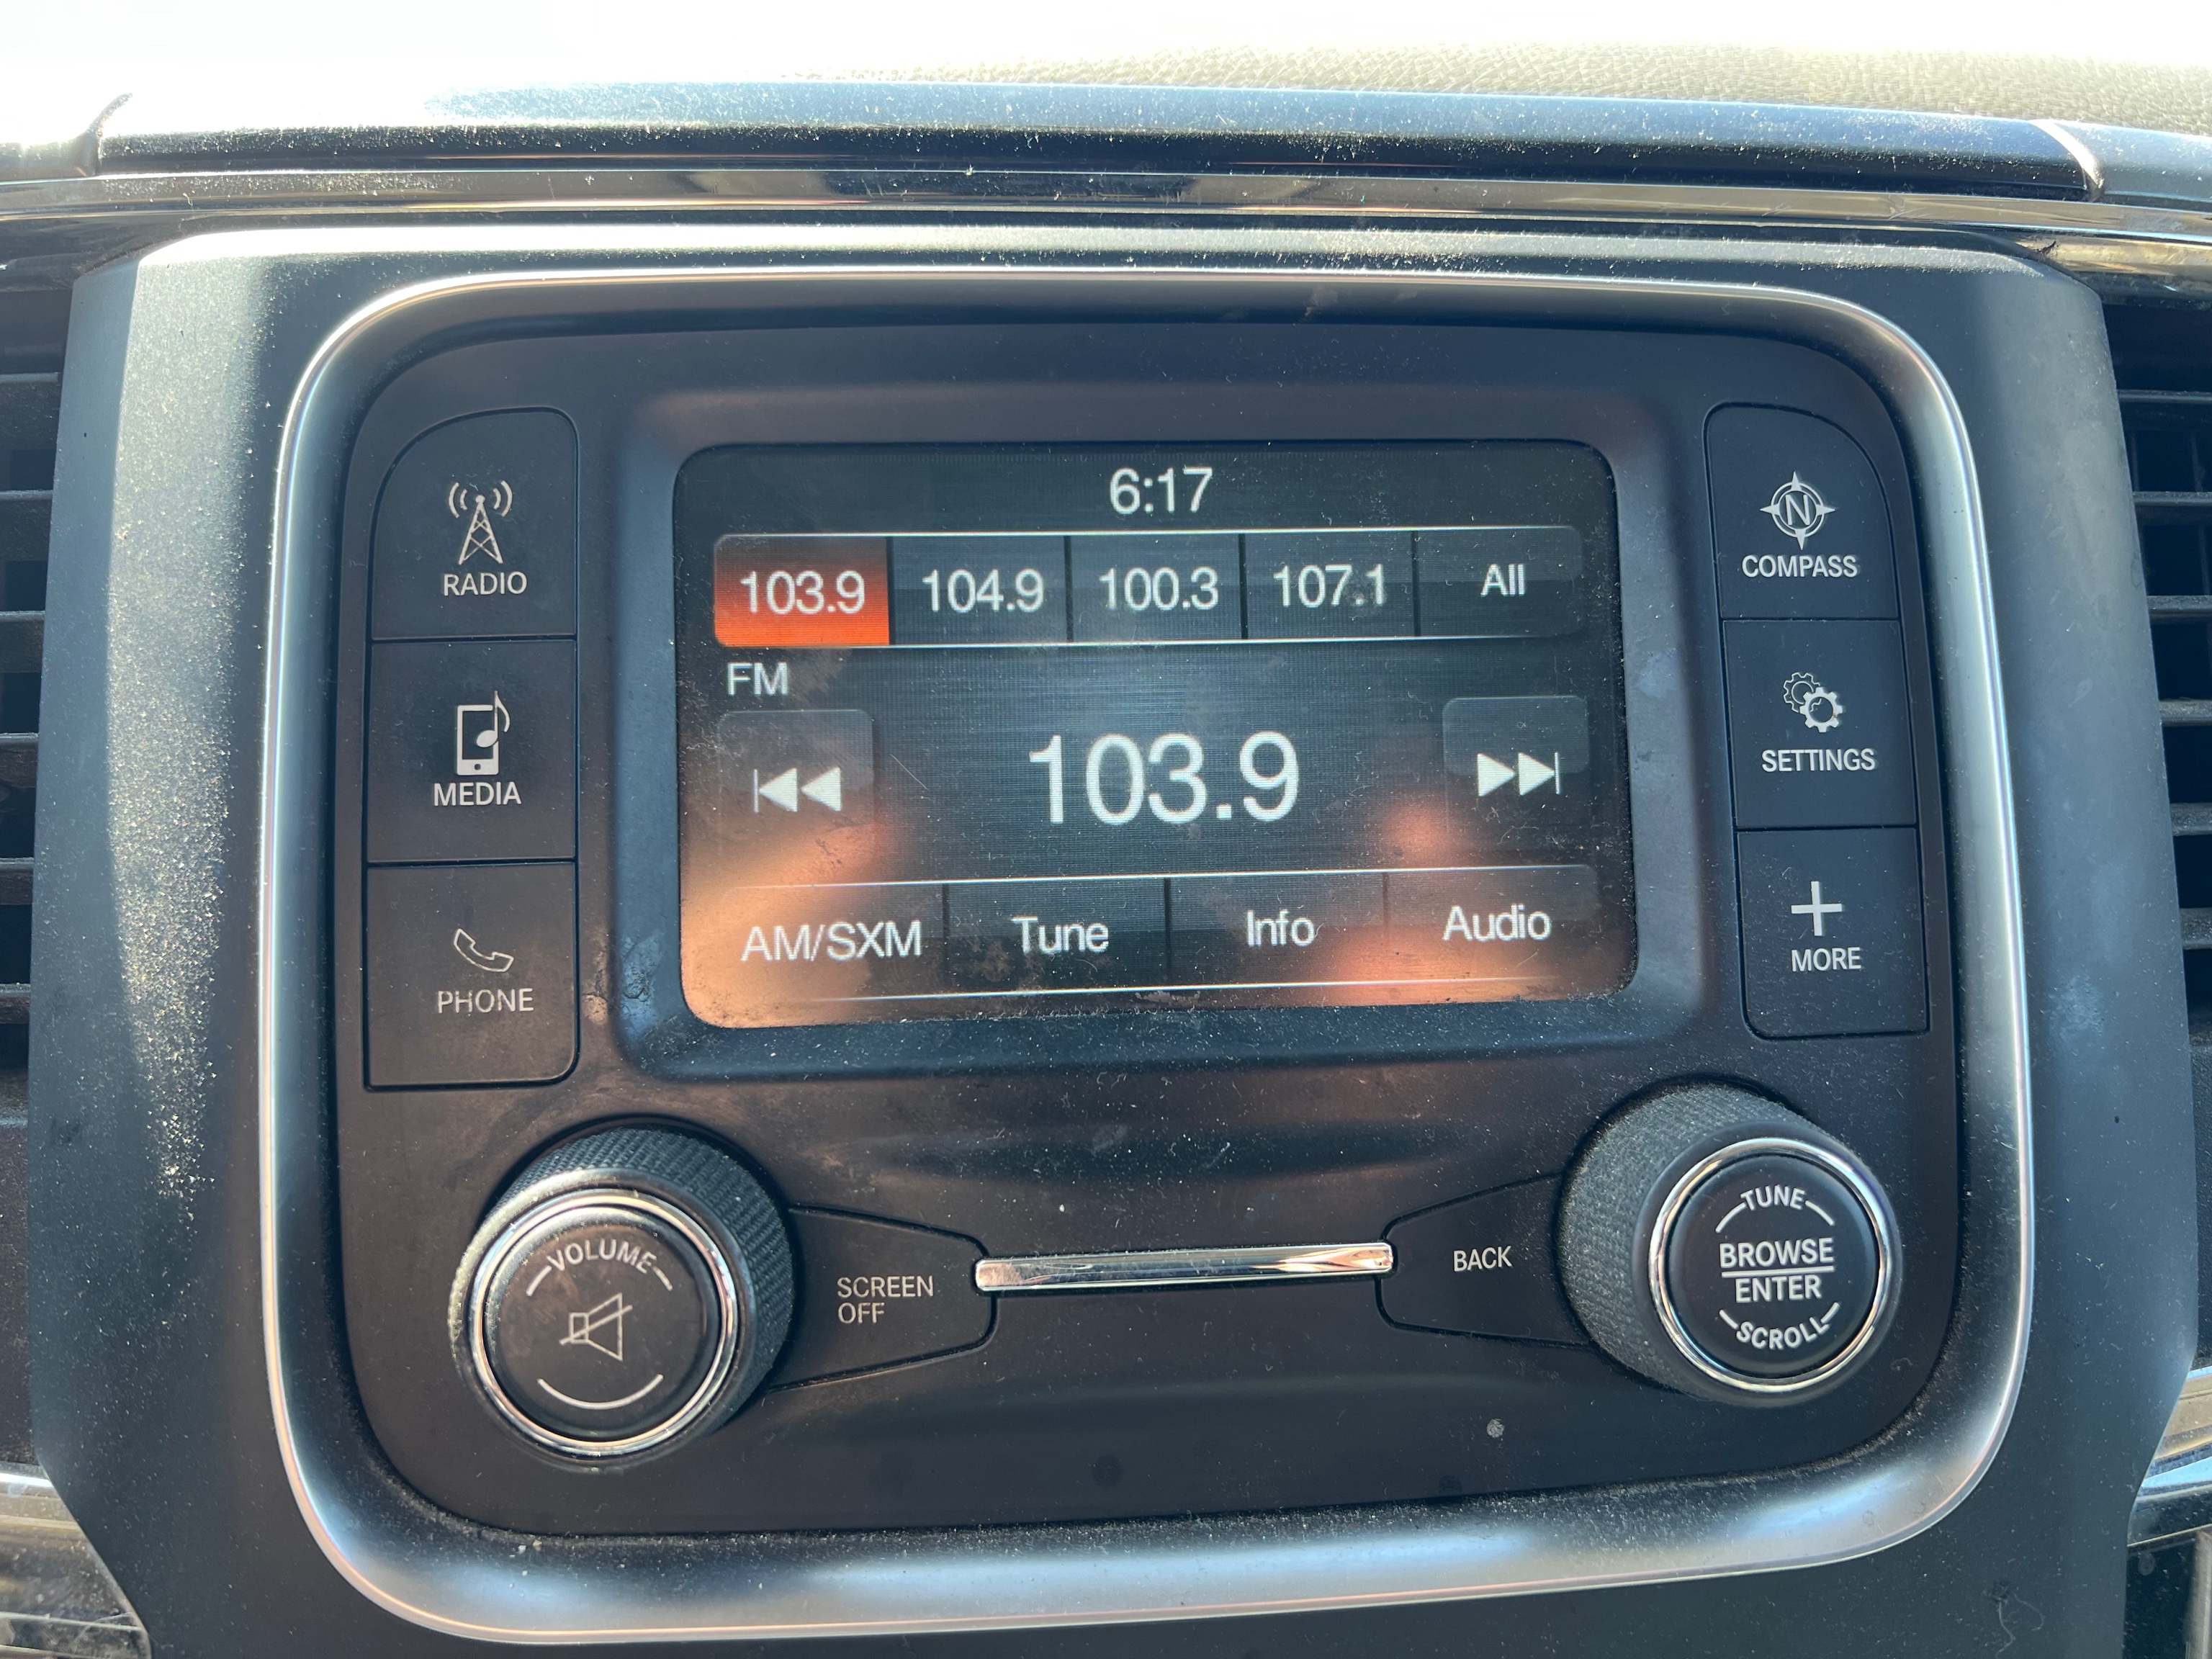 6:17
103.9 104.9 100.3 107.1 All
FM
103.9
AM/SXM Tune Info Audio
RADIO
MEDIA
PHONE
N
COMPASS
SETTINGS
MORE
VOLUME
SCREEN
OFF
BACK
TUNE
BROWSE
ENTER
SCROLL